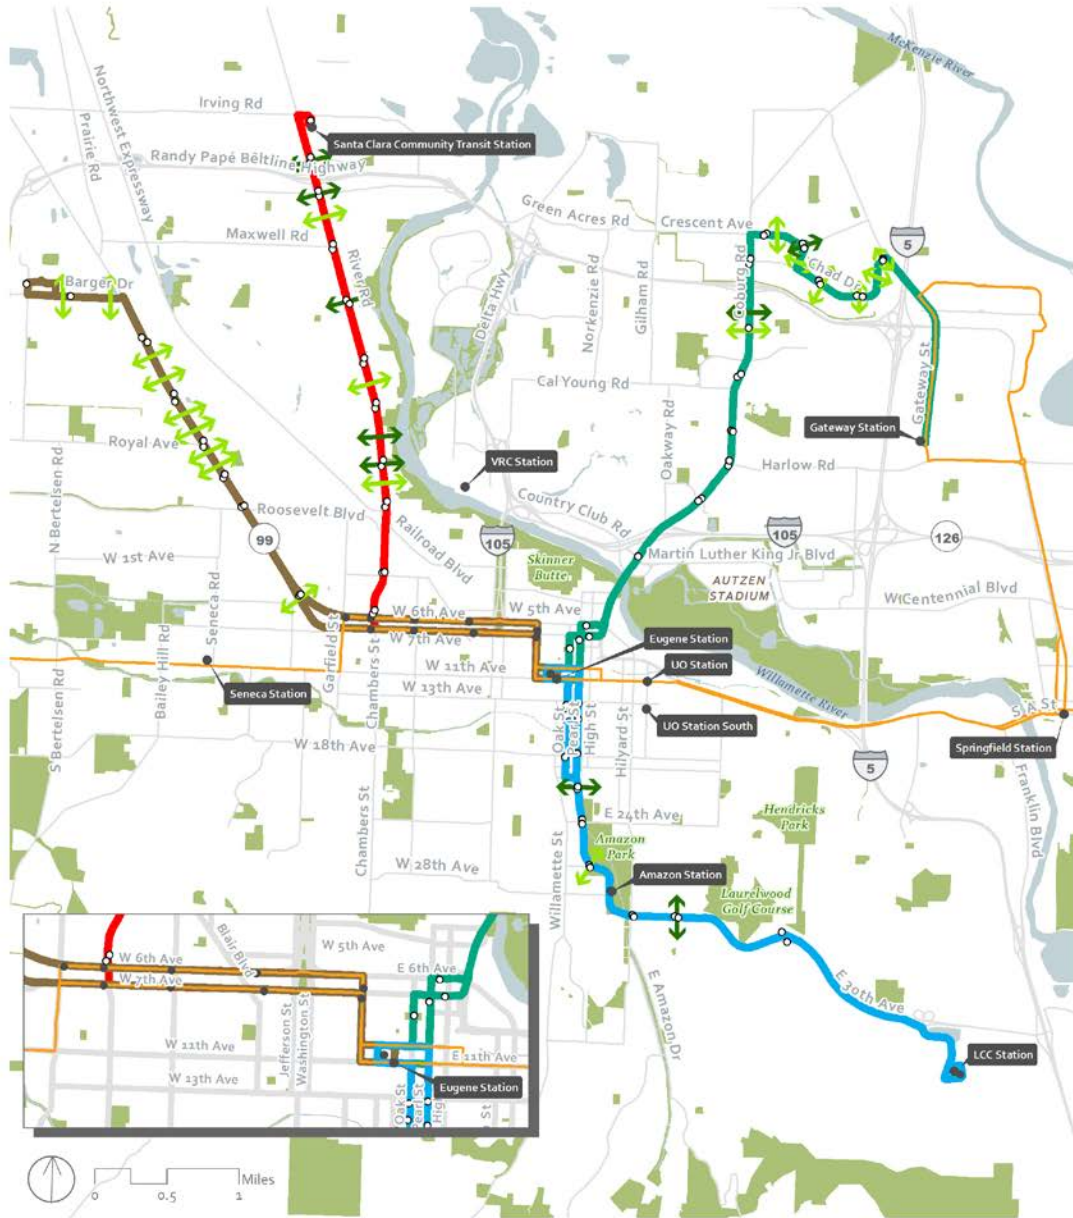 McKenzie River
Irving Rd
Northwest Expressway
Prairie Rd
Santa Clara Community Transit Station
Randy Papé Beltline Highway
Green Acres Rd
Crescent Ave
5
Maxwell Rd
River Rd
Delta Hwy
Norkenzie Rd
Gilham Rd
Coburg Rd
Chad Dr
Barger Dr
Gateway St
Cal Young Rd
Oakway Rd
Gateway Station
Royal Ave
N Bertelsen Rd
VRC Station
Harlow Rd
Roosevelt Blvd
Railroad Blvd
Country Club Rd
99
105
105
126
W 1st Ave
Skinner
Butte
Martin Luther King Jr Blvd
AUTZEN
STADIUM
W Centennial Blvd
Seneca Rd
W 5th Ave
W 6th Ave
W 7th Ave
Bailey Hill Rd
Garfield St
Chambers St
Eugene Station
W 11th Ave
UO Station
Seneca Station
W 13th Ave
Willamette River
S A St
S Bertelsen Rd
Oak St
Pearl St
High St
Hilyard St
UO Station South
W 18th Ave
Springfield Station
5
Franklin Blvd
Chambers St
E 24th Ave
Hendricks
Park
Amazon
Park
W 28th Ave
Willamette St
Amazon Station
Laurelwood
Golf Course
E Amazon Dr
E 30th Ave
LCC Station
W 5th Ave
Blair Blvd
W 6th Ave
E 6th Ave
W 7th Ave
Jefferson St
Washington St
W 11th Ave
E 11th Ave
W 13th Ave
Eugene Station
Oak St
Pearl St
0 0.5 1 Miles